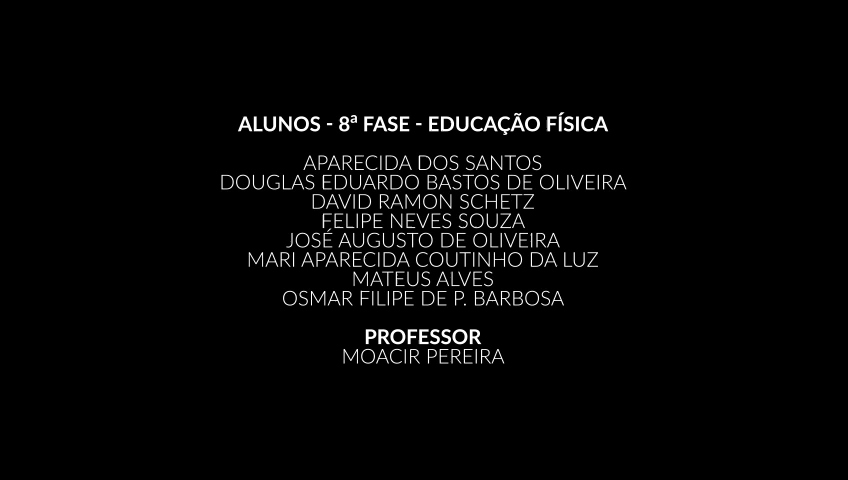 ALUNOS - 8ª FASE - EDUCAÇÃO FÍSICA
APARECIDA DOS SANTOS
DOUGLAS EDUARDO BASTOS DE OLIVEIRA
DAVID RAMON SCHETZ
FELIPE NEVES SOUZA
JOSÉ AUGUSTO DE OLIVEIRA
MARI APARECIDA COUTINHO DA LUZ
MATEUS ALVES
OSMAR FILIPE DE P. BARBOSA
PROFESSOR
MOACIR PEREIRA